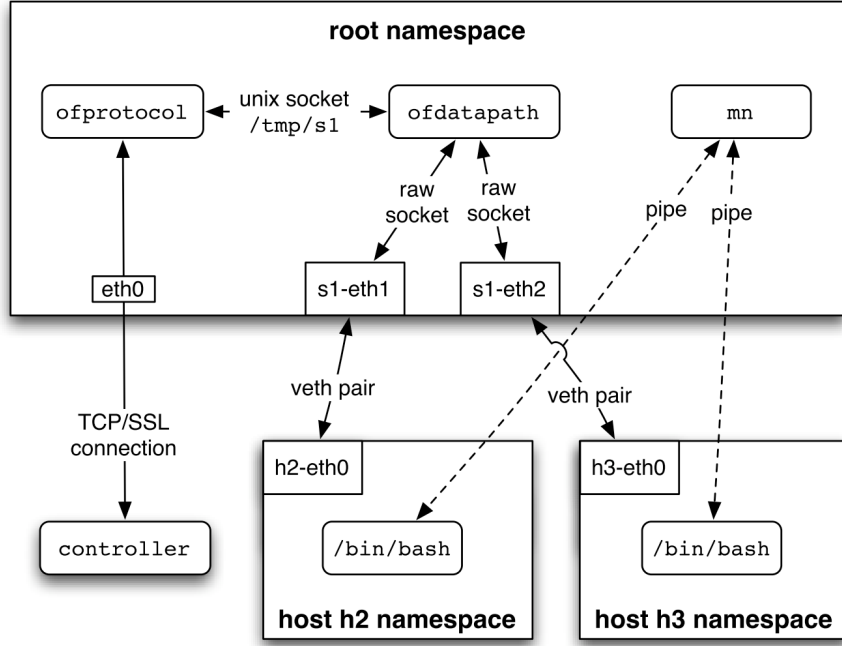 root namespace
ofprotocol
unix socket
/tmp/s1
ofdatapath
mn
raw
socket
raw
socket
pipe
pipe
eth0
s1-eth1
s1-eth2
veth pair
veth pair
TCP/SSL
connection
h2-eth0
h3-eth0
controller
/bin/bash
/bin/bash
host h2 namespace
host h3 namespace